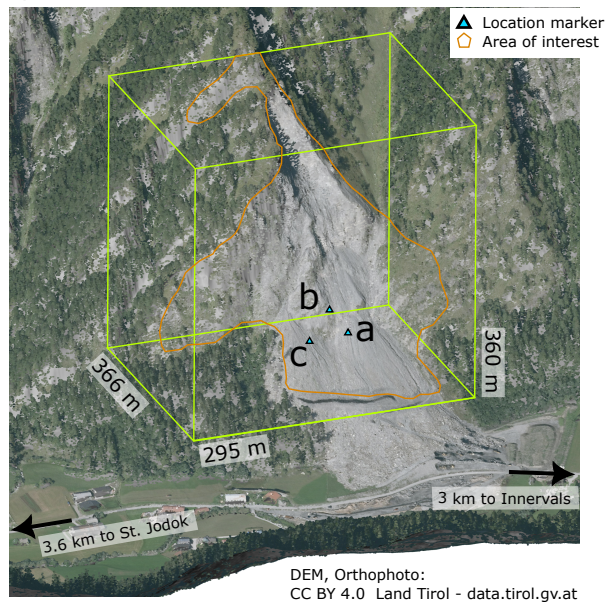 Location marker
Area of interest
b
a
c
366 m
360 m
295 m
3 km to Innervals
3.6 km to St. Jodok
DEM, Orthophoto:
CC BY 4.0 Land Tirol - data.tirol.gv.at